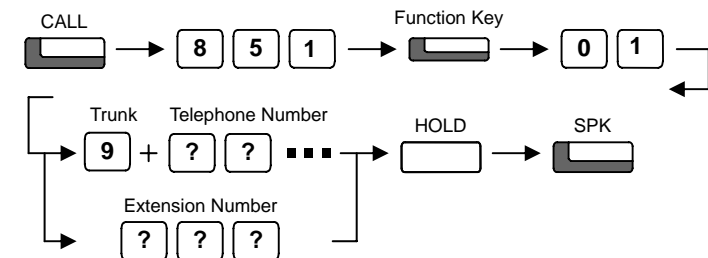 CALL
Function Key
8 5 1
0 1
Trunk Telephone Number
HOLD
SPK
9 + ? ? ...
Extension Number
? ? ?